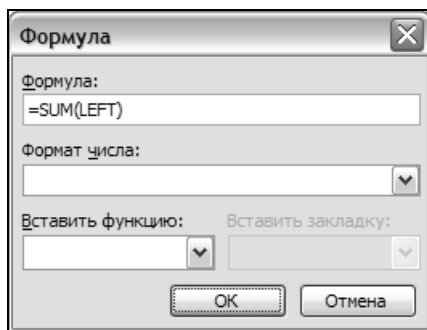 Формула
Формула:
=SUM(LEFT)
Формат числа:
Вставить функцию: Вставить закладку:
ОК Отмена